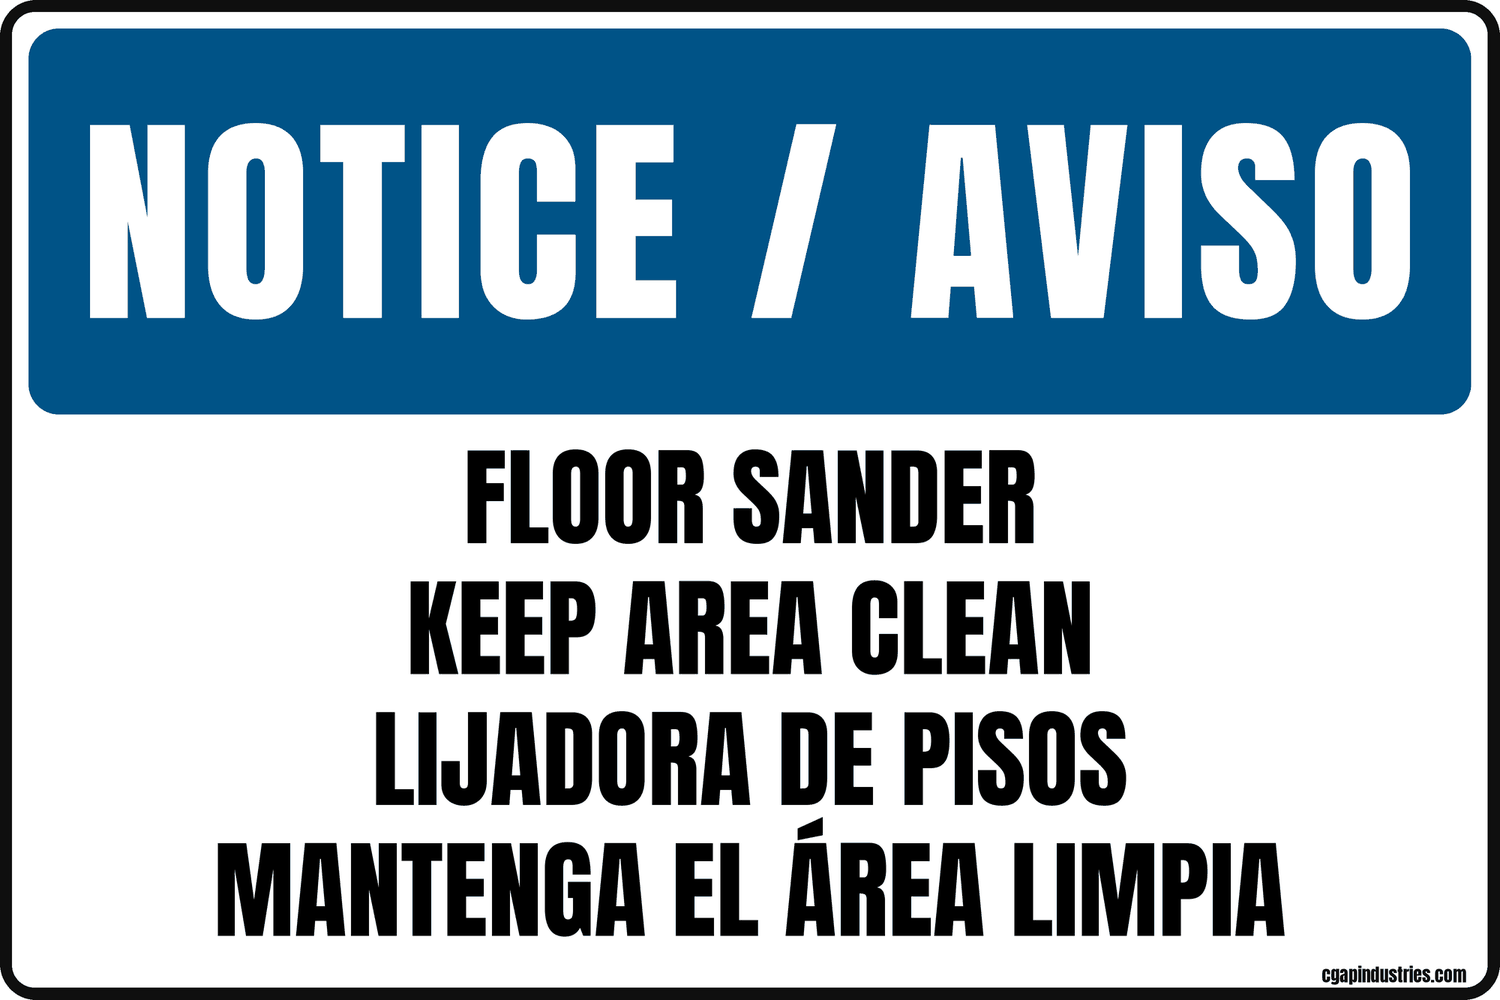 NOTICE / AVISO
FLOOR SANDER
KEEP AREA CLEAN
LIJADORA DE PISOS
MANTENGA EL ÁREA LIMPIA
cgapindustries.com